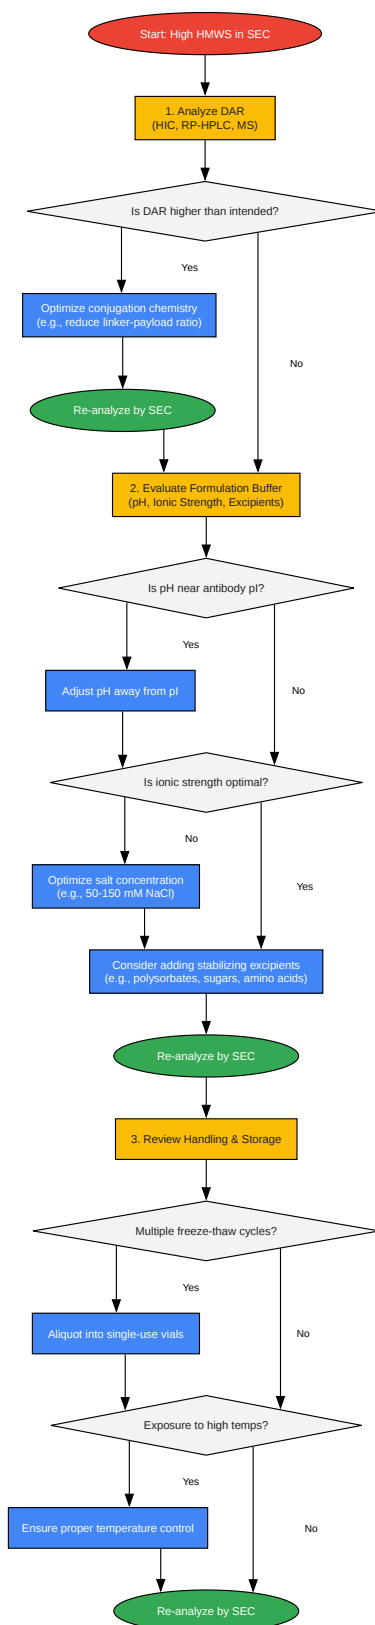 Start: High HMWS in SEC
1. Analyze DAR
(HIC, RP-HPLC, MS)
Is DAR higher than intended?
Yes
Optimize conjugation chemistry
(e.g., reduce linker-payload ratio)
No
Re-analyze by SEC
2. Evaluate Formulation Buffer
(pH, Ionic Strength, Excipients)
Is pH near antibody pI?
Yes
Adjust pH away from pI
No
Is ionic strength optimal?
No
Optimize salt concentration
(e.g., 50-150 mM NaCl)
Yes
Consider adding stabilizing excipients
(e.g., polysorbates, sugars, amino acids)
Re-analyze by SEC
3. Review Handling & Storage
Multiple freeze-thaw cycles?
Yes
Aliquot into single-use vials
No
Exposure to high temps?
Yes
Ensure proper temperature control
No
Re-analyze by SEC